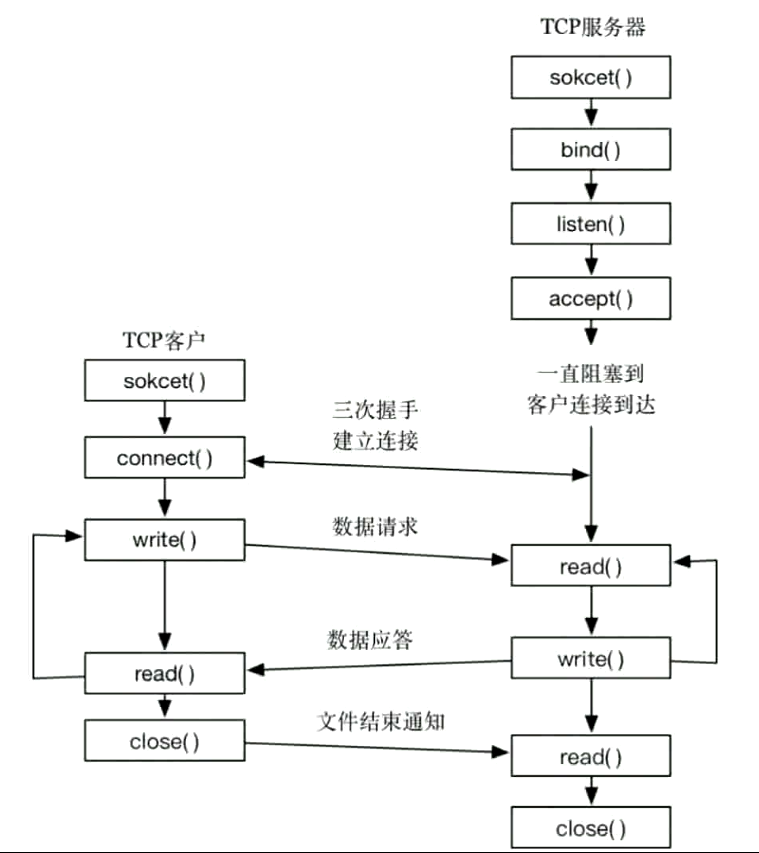 TCP服务器
sokcet( )
bind( )
listen( )
accept( )
一直阻塞到
客户连接到达
TCP客户
sokcet( )
connect( )
三次握手
建立连接
write( )
数据请求
read( )
数据应答
write( )
read( )
文件结束通知
close( )
read( )
close( )